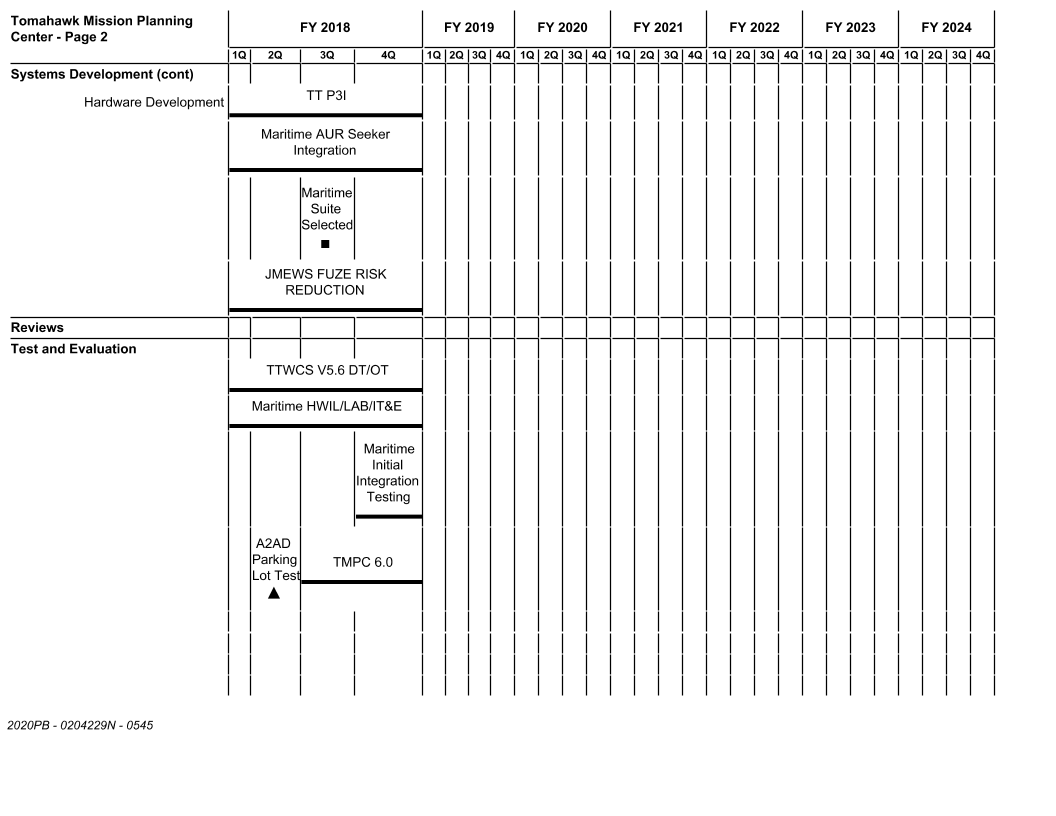 Tomahawk Mission Planning
Center - Page 2
FY 2018
FY 2019
FY 2020
FY 2021
FY 2022
FY 2023
FY 2024
1Q 2Q 3Q 4Q 1Q 2Q 3Q 4Q 1Q 2Q 3Q 4Q 1Q 2Q 3Q 4Q 1Q 2Q 3Q 4Q 1Q 2Q 3Q 4Q 1Q 2Q 3Q 4Q
Systems Development (cont)
Hardware Development
TT P3I
Maritime AUR Seeker
Integration
Maritime
Suite
Selected
JMEWS FUZE RISK
REDUCTION
Reviews
Test and Evaluation
TTWCS V5.6 DT/OT
Maritime HWIL/LAB/IT&E
Maritime
Initial
Integration
Testing
A2AD
Parking
Lot Test
TMPC 6.0
2020PB - 0204229N - 0545